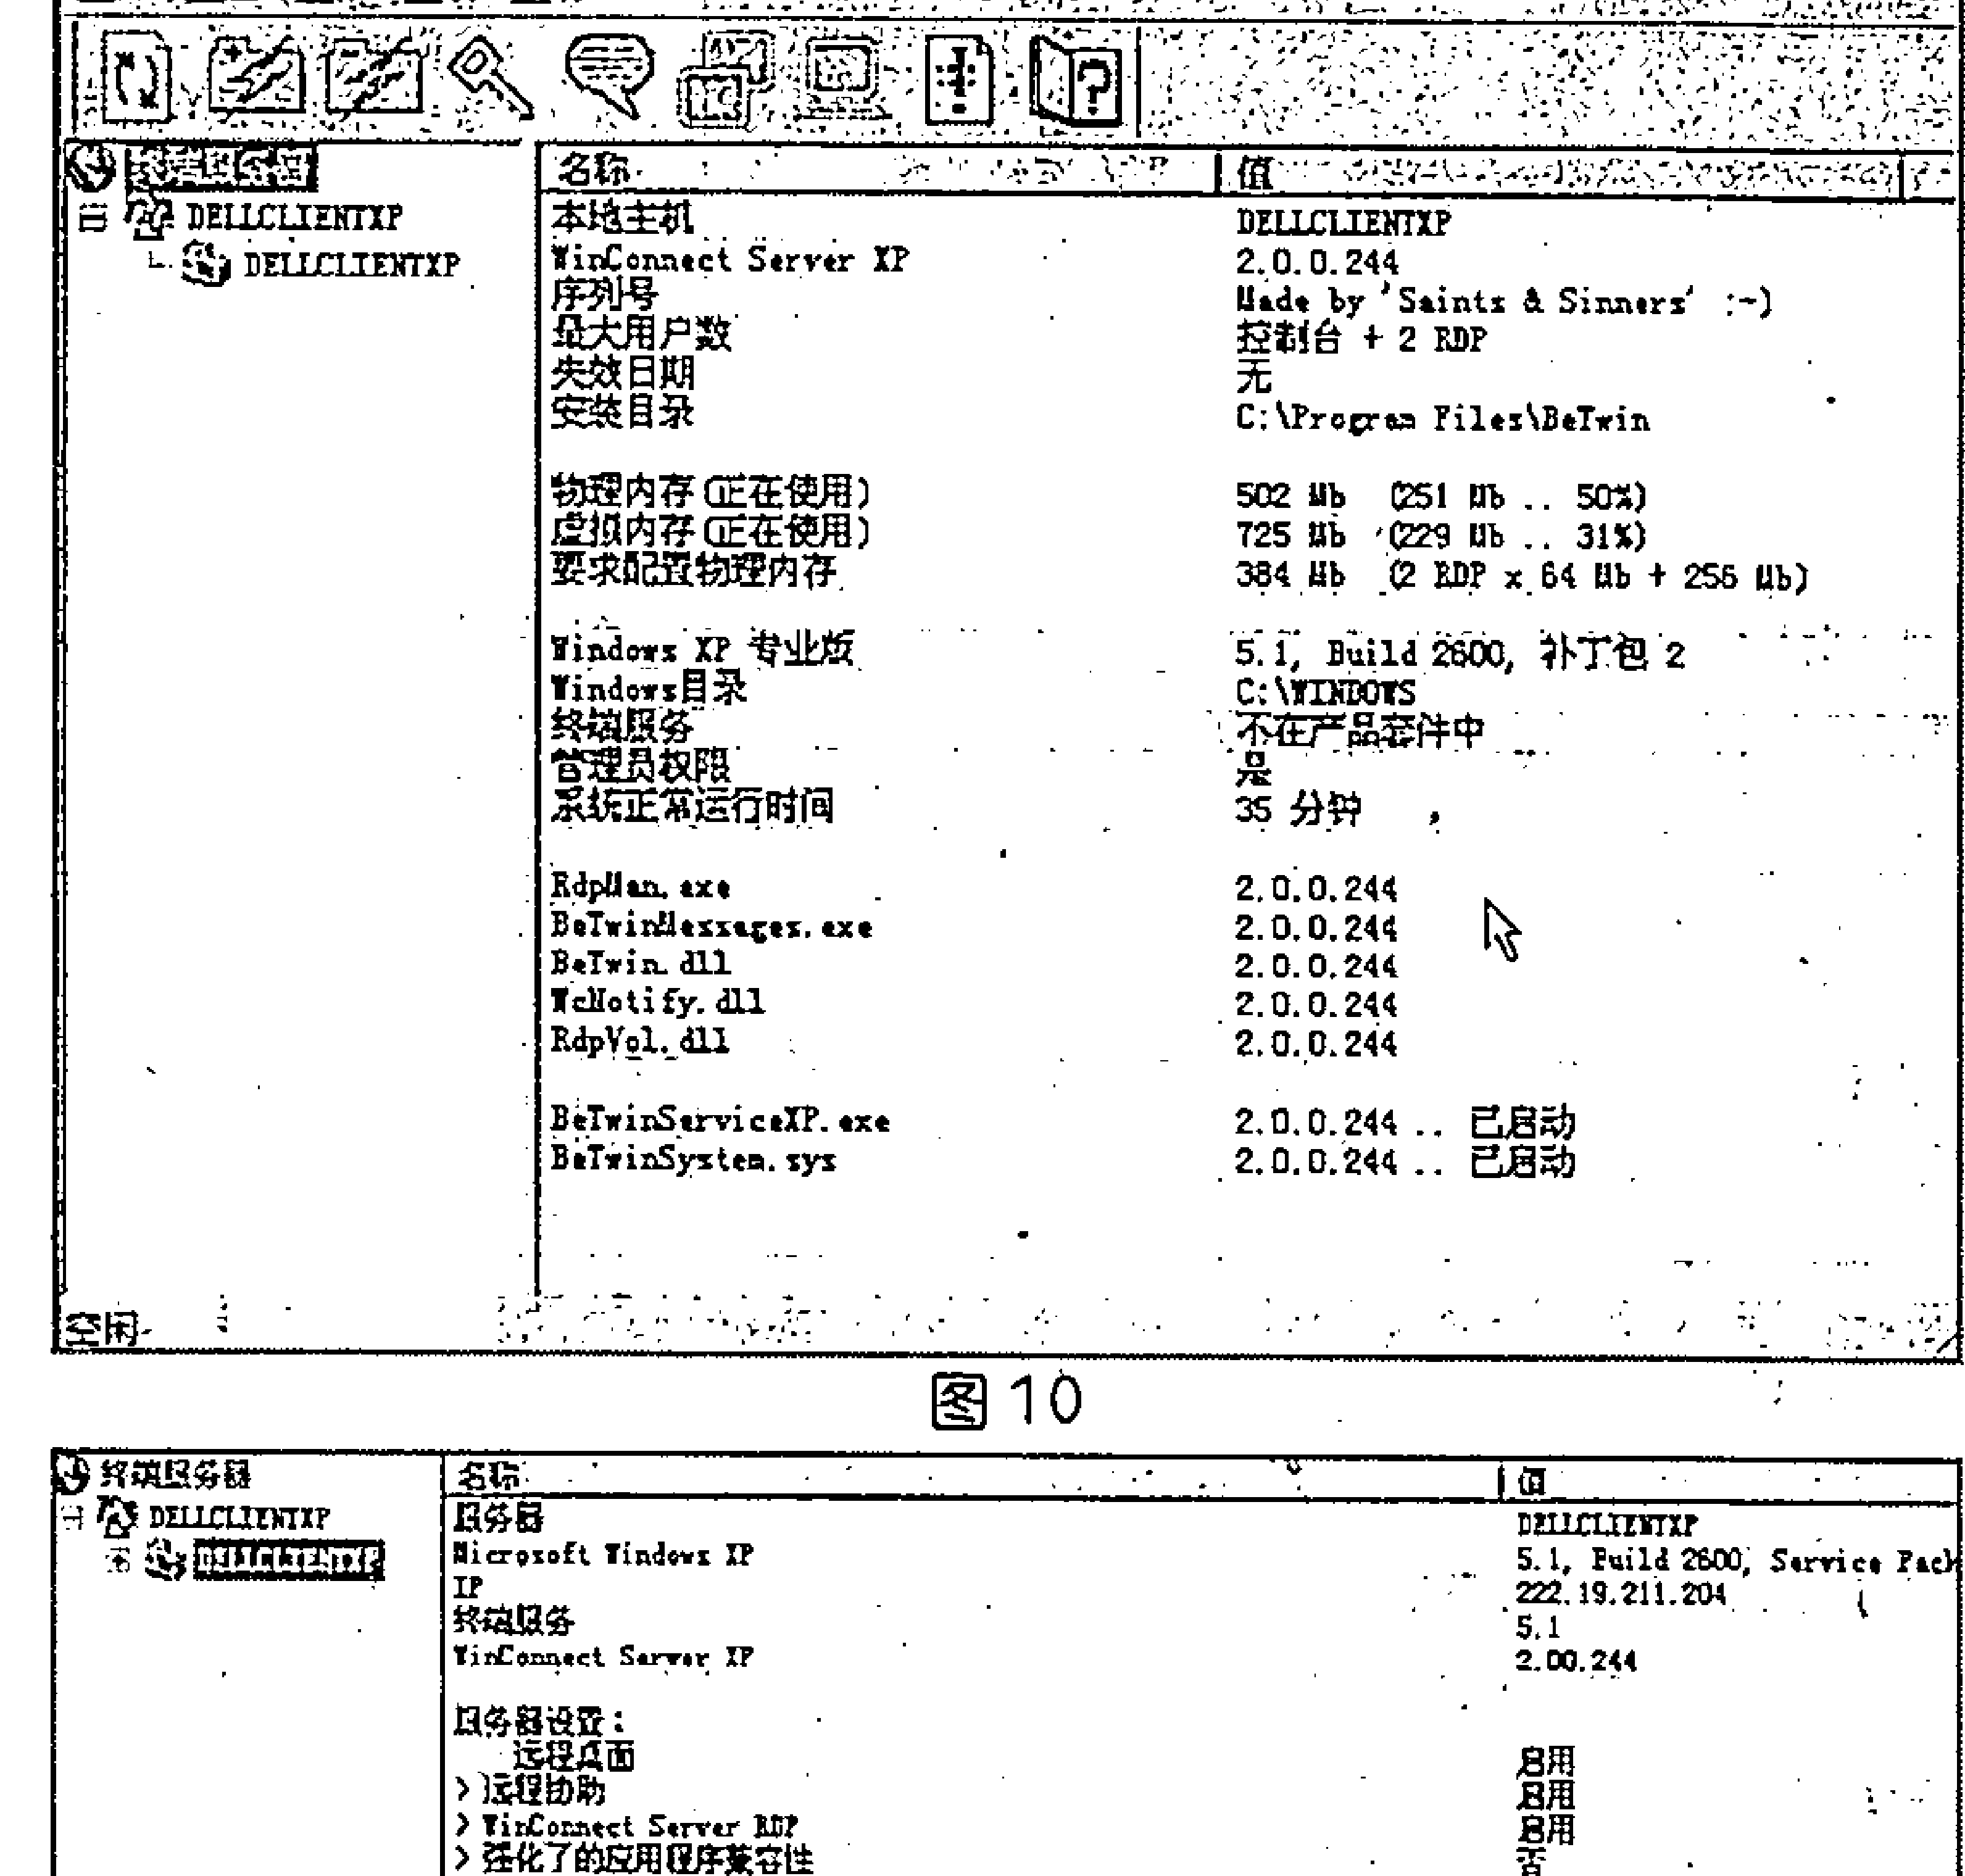 终端服务器
DELLCLIENTXP
DELLCLIENTXP
名称 值
本地主机 DELLCLIENTXP
WinConnect Server XP 2.0.0.244
序列号 Made by 'Saints & Sinners' :-)
最大用户数 控制台 + 2 RDP
失效日期 无
安装目录 C:\Program Files\BeTwin
物理内存(正在使用) 502 Mb (251 Mb .. 50%)
虚拟内存(正在使用) 725 Mb (229 Mb .. 31%)
要求配置物理内存 384 Mb (2 RDP x 64 Mb + 256 Mb)
Windows XP 专业版 5.1, Build 2600, 补丁包 2
Windows目录 C:\WINDOWS
终端服务 不在产品套件中
管理员权限 是
系统正常运行时间 35 分钟
RdpMan.exe 2.0.0.244
BeTwinMessages.exe 2.0.0.244
BeTwin.dll 2.0.0.244
WcNotify.dll 2.0.0.244
RdpVol.dll 2.0.0.244
BeTwinServiceXP.exe 2.0.0.244 .. 已启动
BeTwinSystem.sys 2.0.0.244 .. 已启动
空闲
图10
终端服务器
DELLCLIENTXP
DELLCLIENTXP
名称 值
服务器 DELLCLIENTXP
Microsoft Windows XP 5.1, Build 2600, Service Pack
IP 222.19.211.204
终端服务 5.1
WinConnect Server XP 2.00.244
服务器设置:
远程桌面 启用
> 远程协助 启用
> WinConnect Server RDP 启用
> 强化了的应用程序兼容性 否